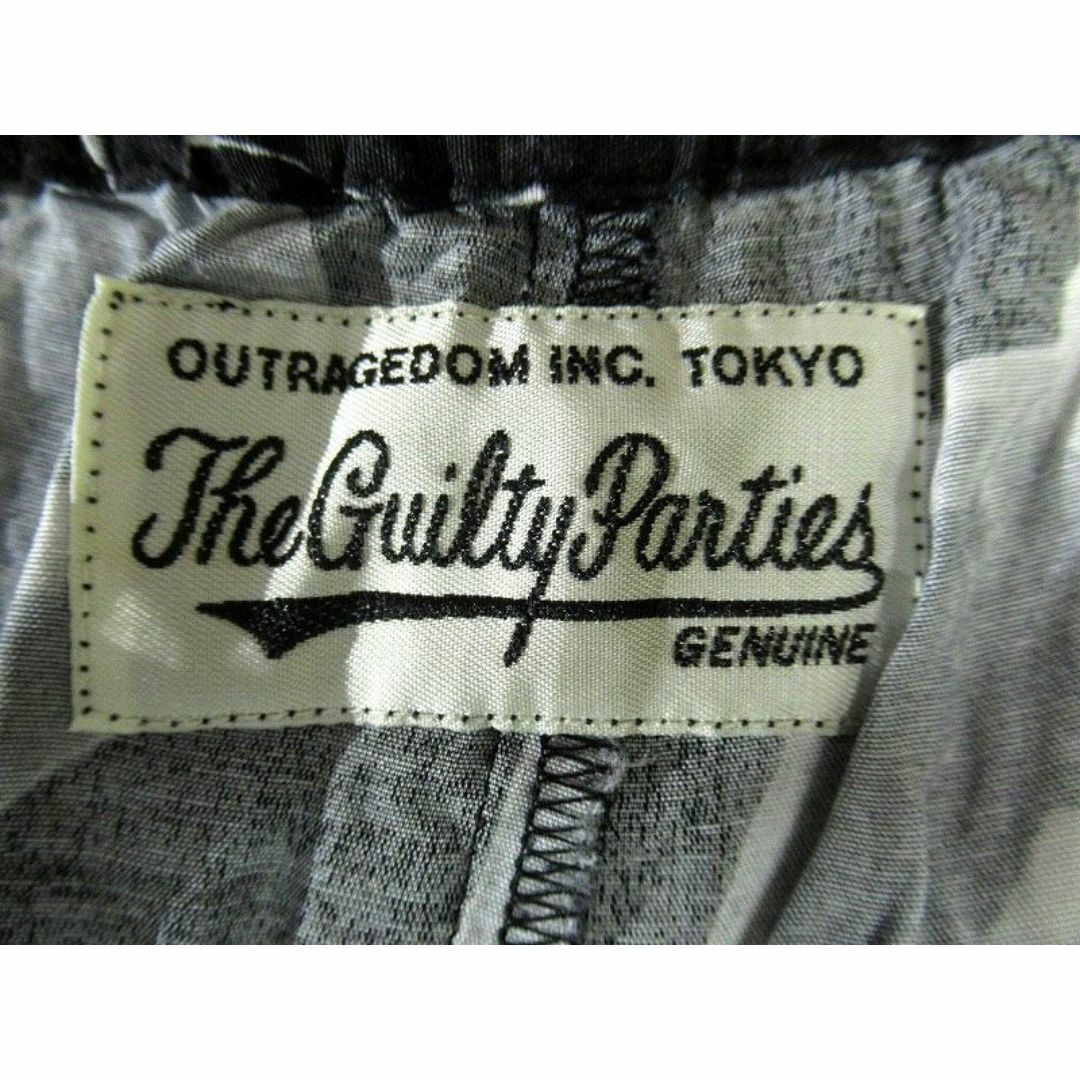 OUTRAGEDOM INC. TOKYO
The Guilty Parties
GENUINE